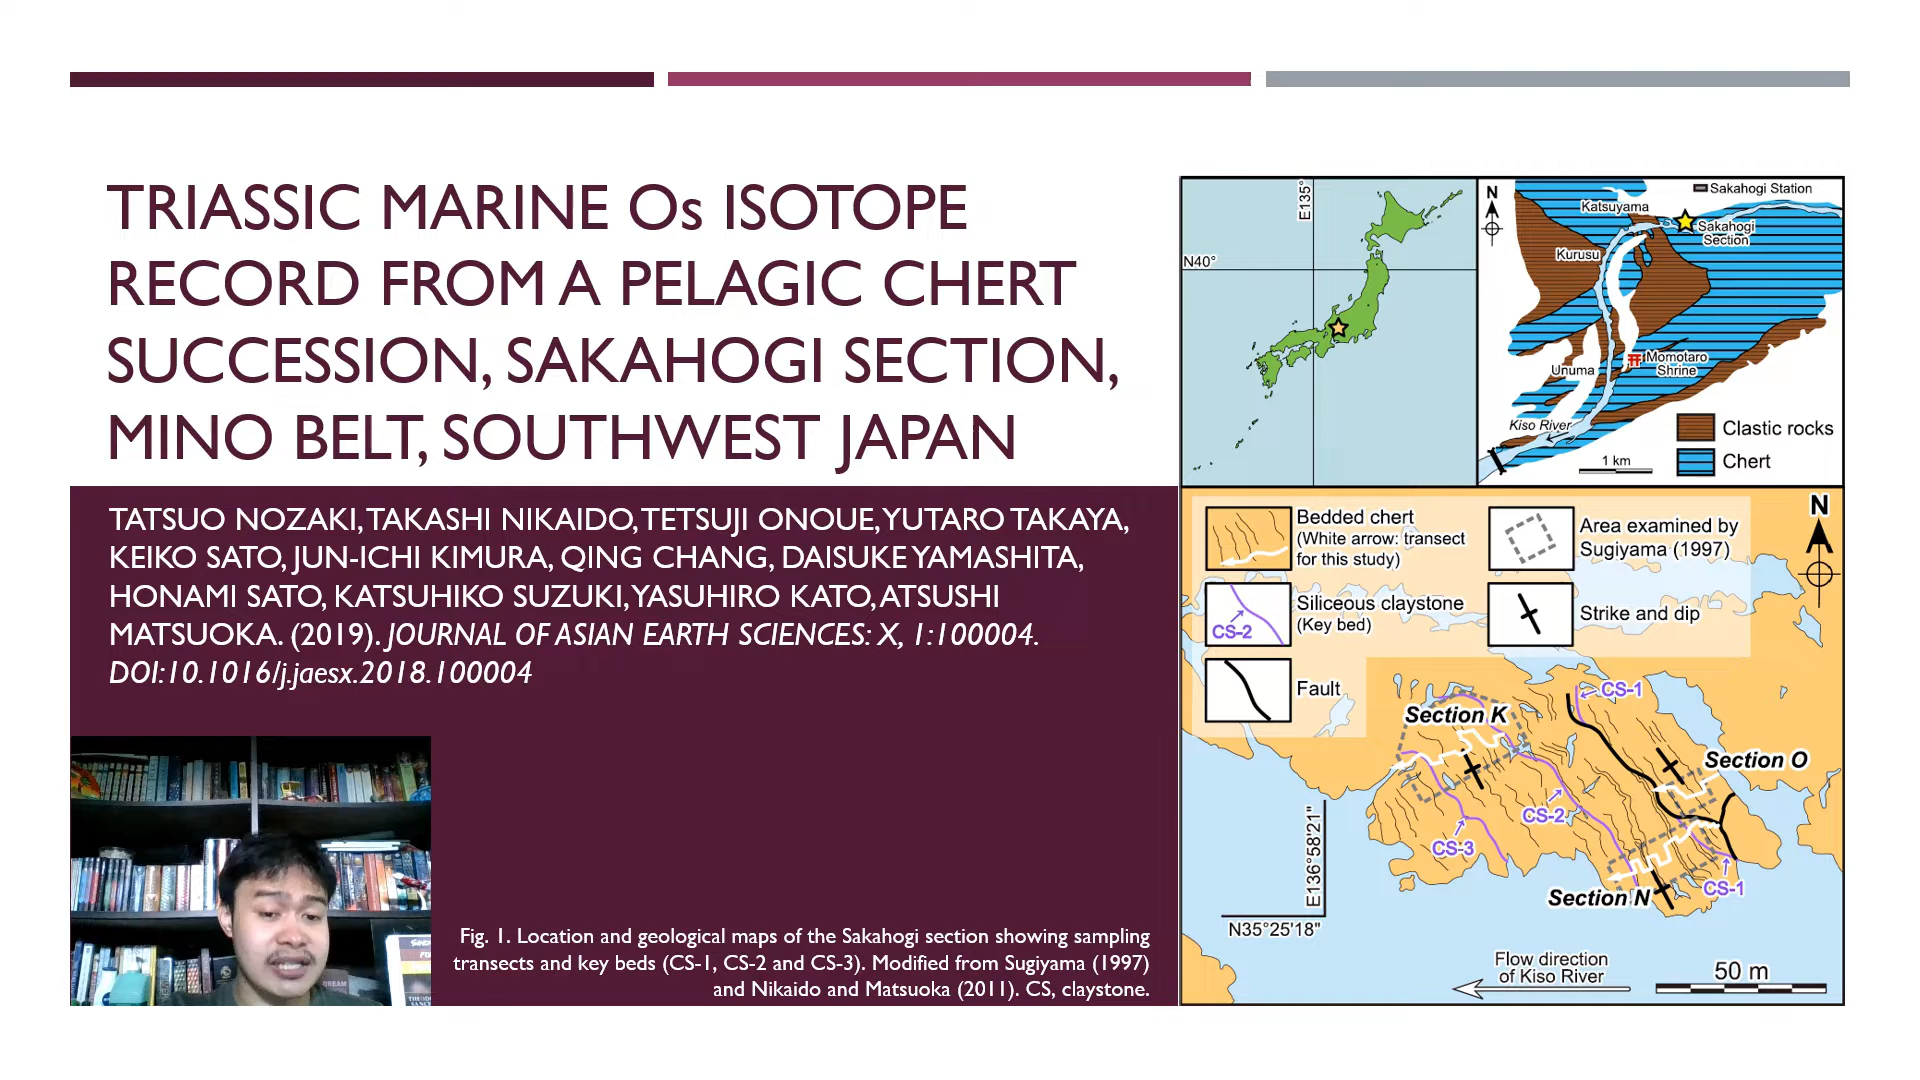 TRIASSIC MARINE Os ISOTOPE
RECORD FROM A PELAGIC CHERT
SUCCESSION, SAKAHOGI SECTION,
MINO BELT, SOUTHWEST JAPAN
TATSUO NOZAKI, TAKASHI NIKAIDO, TETSUJI ONOUE, YUTARO TAKAYA,
KEIKO SATO, JUN-ICHI KIMURA, QING CHANG, DAISUKE YAMASHITA,
HONAMI SATO, KATSUHIKO SUZUKI, YASUHIRO KATO, ATSUSHI
MATSUOKA. (2019). JOURNAL OF ASIAN EARTH SCIENCES: X, 1:100004.
DOI:10.1016/j.jaesx.2018.100004
Fig. 1. Location and geological maps of the Sakahogi section showing sampling
transects and key beds (CS-1, CS-2 and CS-3). Modified from Sugiyama (1997)
and Nikaido and Matsuoka (2011). CS, claystone.
E135°
N40°
N
Sakahogi Station
Katsuyama
Sakahogi
Section
Kurusu
Momotaro
Shrine
Unuma
Kiso River
Clastic rocks
Chert
1 km
N
Bedded chert
(White arrow: transect
for this study)
Area examined by
Sugiyama (1997)
CS-2
Siliceous claystone
(Key bed)
Strike and dip
Fault
CS-1
Section K
Section O
CS-2
CS-3
CS-1
Section N
E136°58'21"
N35°25'18"
Flow direction
of Kiso River
50 m